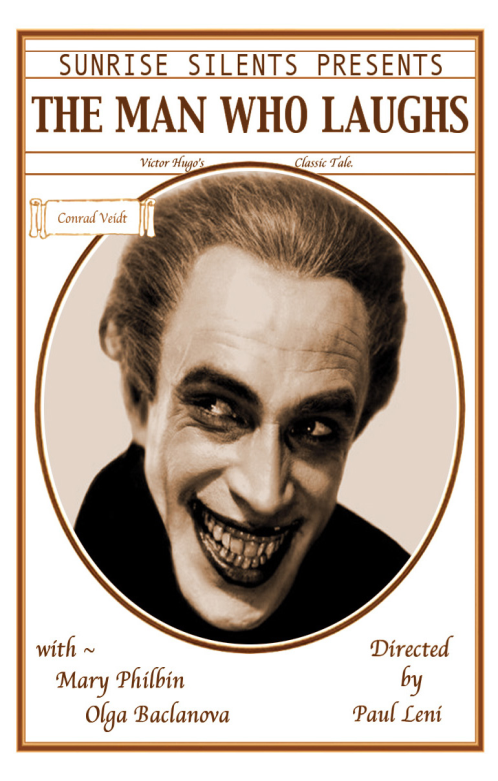 SUNRISE SILENTS PRESENTS
THE MAN WHO LAUGHS
Victor Hugo's Classic Tale.
Conrad Veidt
with ~
Mary Philbin
Olga Baclanova
Directed
by
Paul Leni